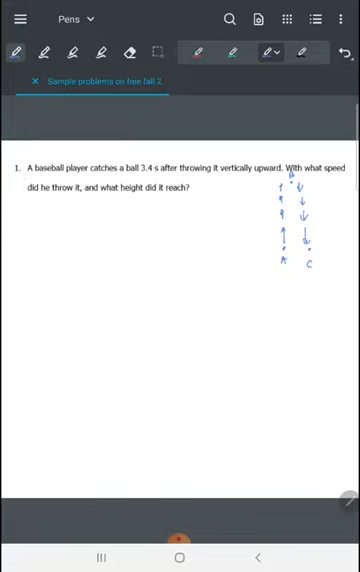 Pens
Sample problems on free fall 2
1. A baseball player catches a ball 3.4 s after throwing it vertically upward. With what speed
did he throw it, and what height did it reach?
B
A
C